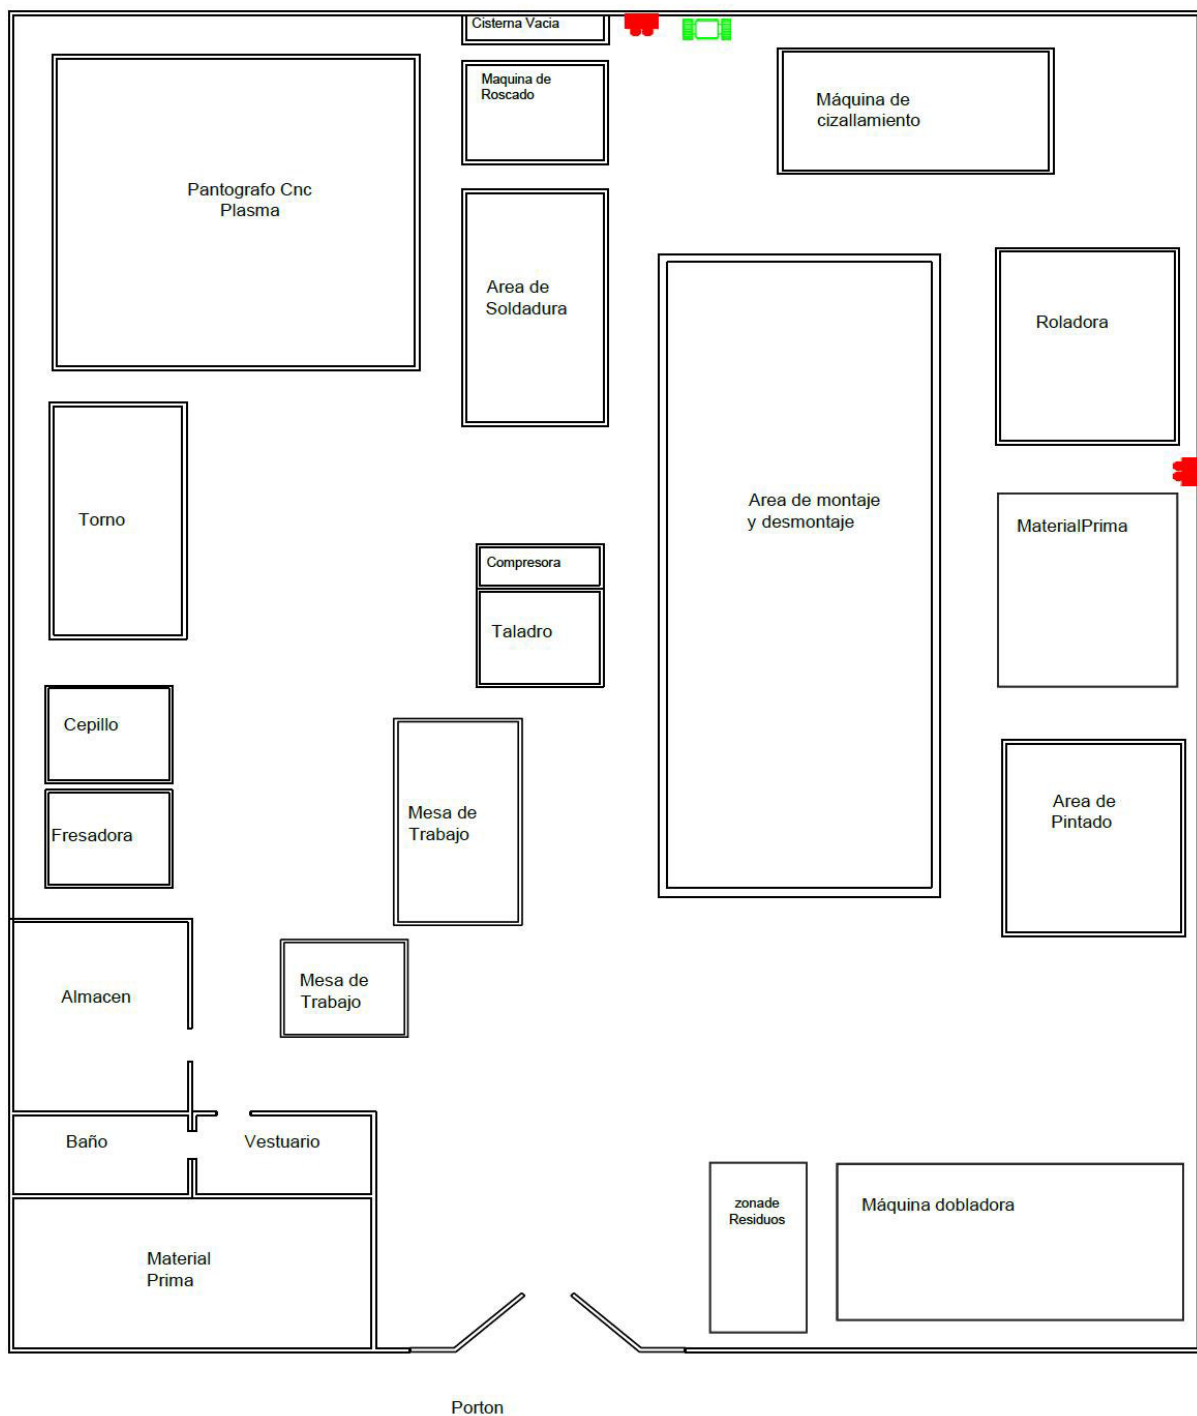 Cisterna Vacia
Maquina de
Roscado
Máquina de
cizallamiento
Pantografo Cnc
Plasma
Area de
Soldadura
Roladora
Torno
Area de montaje
y desmontaje
MaterialPrima
Compresora
Taladro
Cepillo
Mesa de
Trabajo
Area de
Pintado
Fresadora
Almacen
Mesa de
Trabajo
Baño
Vestuario
zonade
Residuos
Máquina dobladora
Material
Prima
Porton